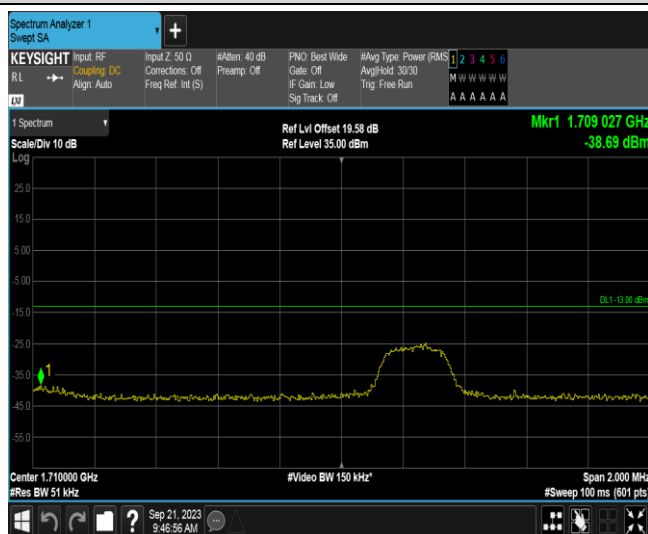 Spectrum Analyzer 1
Swept SA
+
KEYSIGHT Input: RF Input Z: 50 Ω #Atten: 40 dB PNO: Best Wide #Avg Type: Power (RMS 1 2 3 4 5 6
RL Coupling: DC Corrections: Off Preamp: Off Gate: Off Avg|Hold: 30/30 M W W W W W
Align: Auto Freq Ref: Int (S) IF Gain: Low Trig: Free Run
LXI Sig Track: Off A A A A A A
1 Spectrum Ref Lvl Offset 19.58 dB Mkr1 1.709 027 GHz
Scale/Div 10 dB Ref Level 35.00 dBm -38.69 dBm
Log
25.0
15.0
5.00
-5.00
DL1 -13.00 dBm
-15.0
-25.0
-35.0 1
-45.0
-55.0
Center 1.710000 GHz #Video BW 150 kHz* Span 2.000 MHz
#Res BW 51 kHz #Sweep 100 ms (601 pts)
? Sep 21, 2023
9:46:56 AM